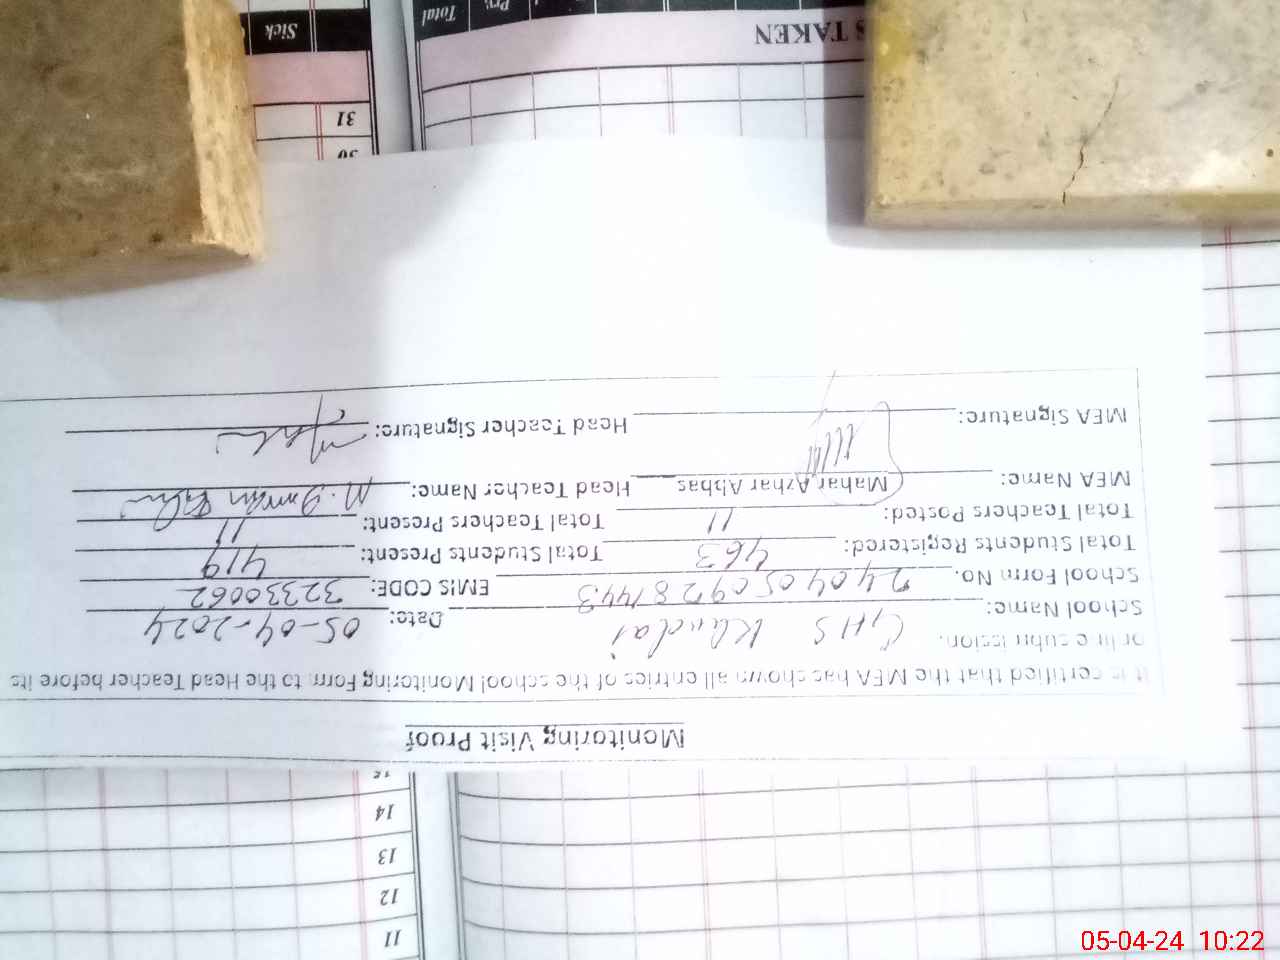 Monitoring Visit Proof
It is certified that the MEA has shown all entries of the school Monitoring Form to the Head Teacher before its
online submission.
School Name: GHS Date: 05-04-2024
School Form No. 24040509281443 EMIS CODE: 32330062
Total Students Registered: 463 Total Students Present: 419
Total Teachers Posted: 11 Total Teachers Present: 11
MEA Name: Mahar Azhar Abbas Head Teacher Name: M. Imran
MEA Signature: Head Teacher Signature:
11
12
13
14
15
30
31
S TAKEN
Sick
Total
05-04-24 10:22